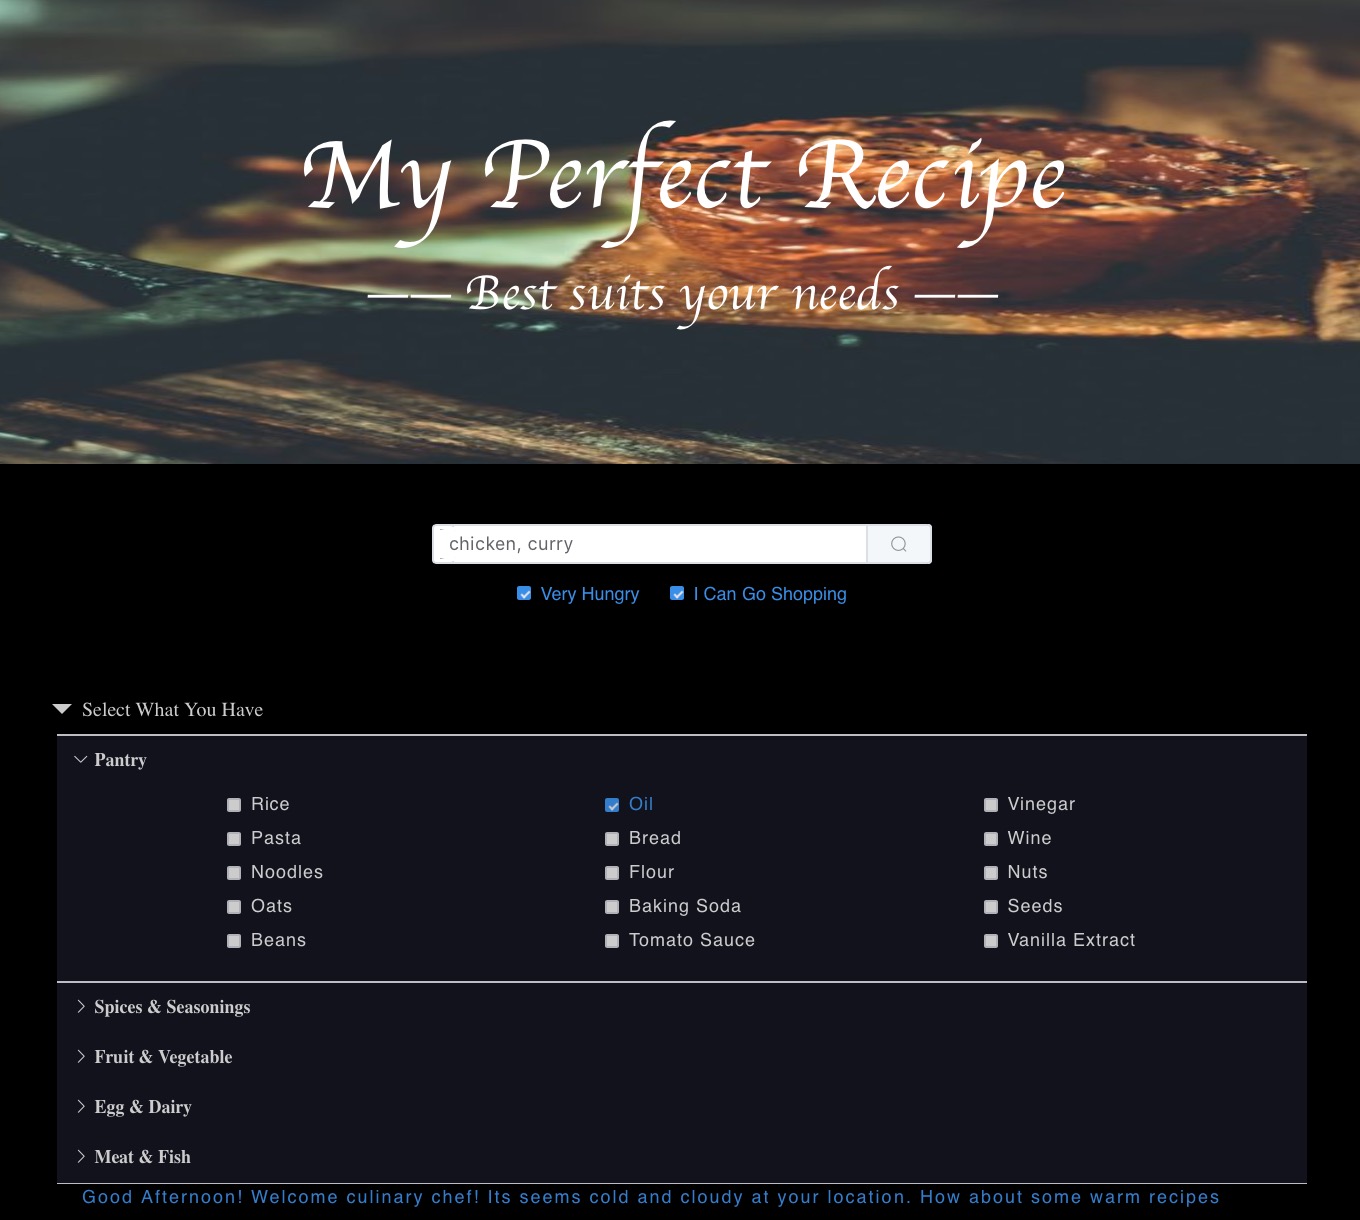 My Perfect Recipe
—— Best suits your needs ——
chicken, curry
Very Hungry I Can Go Shopping
Select What You Have
Pantry
Rice Oil Vinegar
Pasta Bread Wine
Noodles Flour Nuts
Oats Baking Soda Seeds
Beans Tomato Sauce Vanilla Extract
Spices & Seasonings
Fruit & Vegetable
Egg & Dairy
Meat & Fish
Good Afternoon! Welcome culinary chef! Its seems cold and cloudy at your location. How about some warm recipes